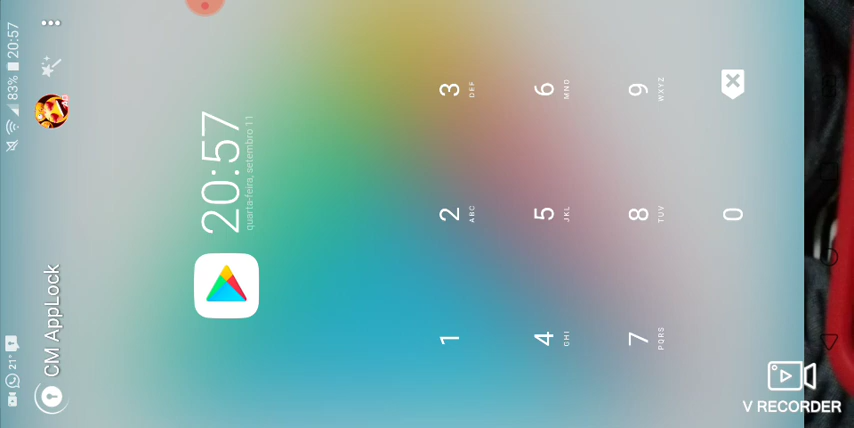 21° 83% 20:57
CM AppLock
20:57
quarta-feira, setembro 11
1 2 ABC 3 DEF
4 GHI 5 JKL 6 MNO
7 PQRS 8 TUV 9 WXYZ
0
V RECORDER